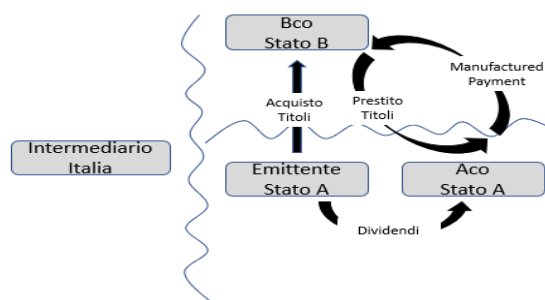 Bco
Stato B
Manufactured
Payment
Acquisto
Titoli
Prestito
Titoli
Intermediario
Italia
Emittente
Stato A
Aco
Stato A
Dividendi